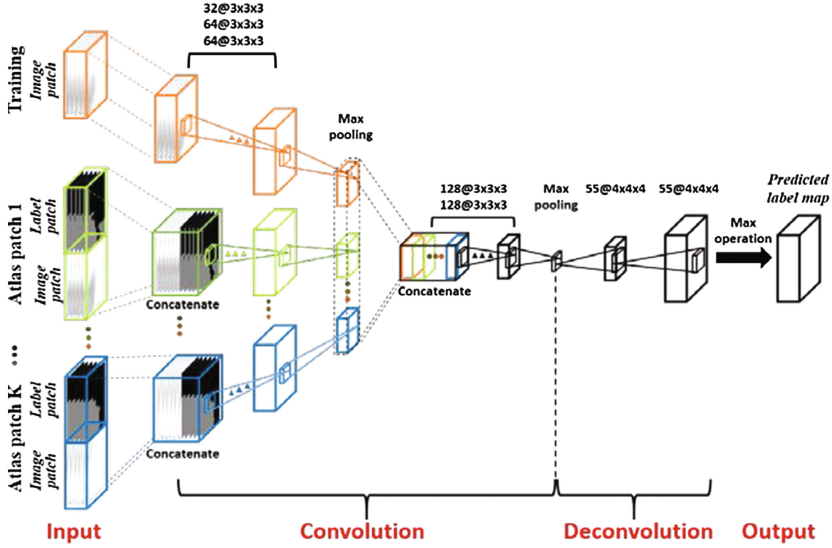 32@3x3x3
64@3x3x3
64@3x3x3
Training
Image
patch
Max
pooling
128@3x3x3
128@3x3x3
Max
pooling
55@4x4x4
55@4x4x4
Predicted
label map
Max
operation
Atlas patch 1
Label
patch
Image
patch
Concatenate
Concatenate
Atlas patch K
Label
patch
Image
patch
Concatenate
Input
Convolution
Deconvolution
Output